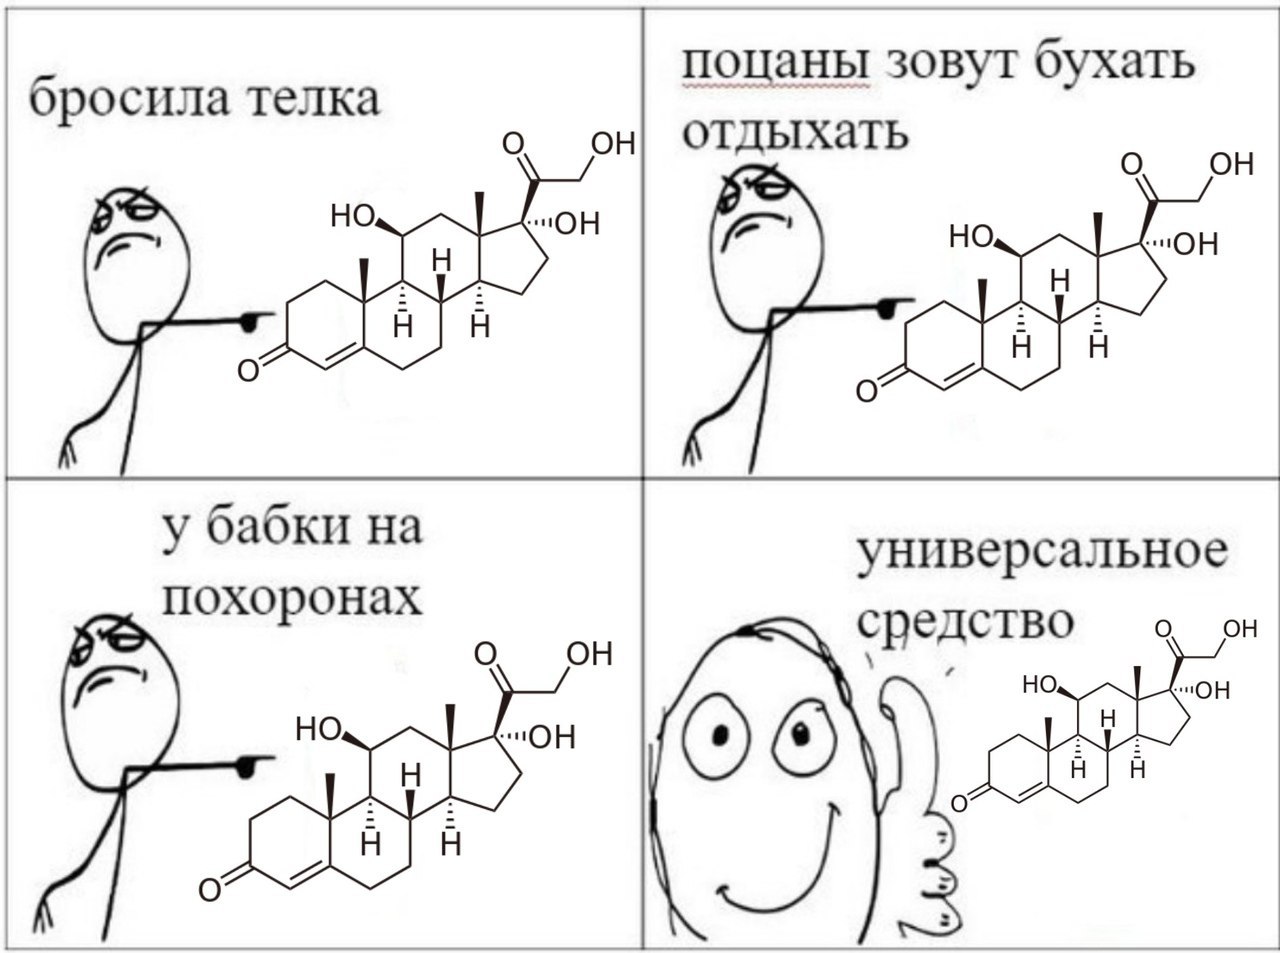 бросила телка
O
OH
HO
OH
H
H
H
O
поцаны зовут бухать
отдыхать
O
OH
HO
OH
H
H
H
O
у бабки на
похоронах
O
OH
HO
OH
H
H
H
O
универсальное
средство
O
OH
HO
OH
H
H
H
O